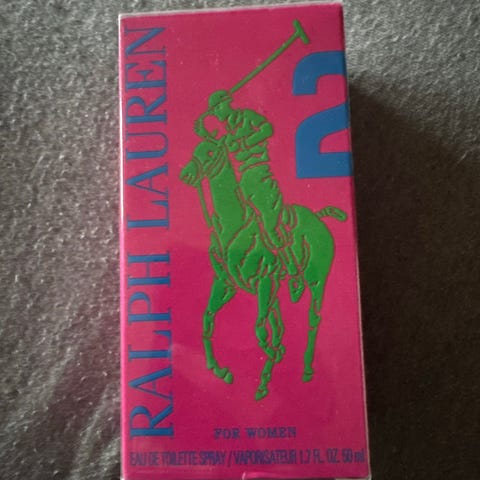 RALPH LAUREN
2
FOR WOMEN
EAU DE TOILETTE SPRAY / VAPORISATEUR 1.7 FL. OZ. 50 ml